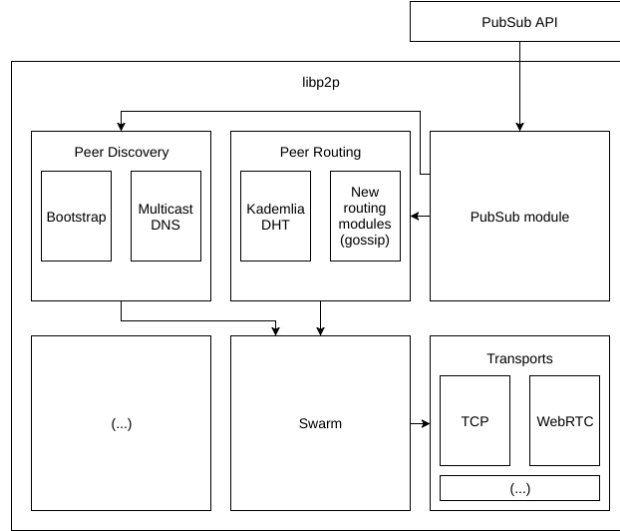 PubSub API
libp2p
Peer Discovery
Bootstrap
Multicast
DNS
Peer Routing
Kademlia
DHT
New
routing
modules
(gossip)
PubSub module
(...)
Swarm
Transports
TCP
WebRTC
(...)